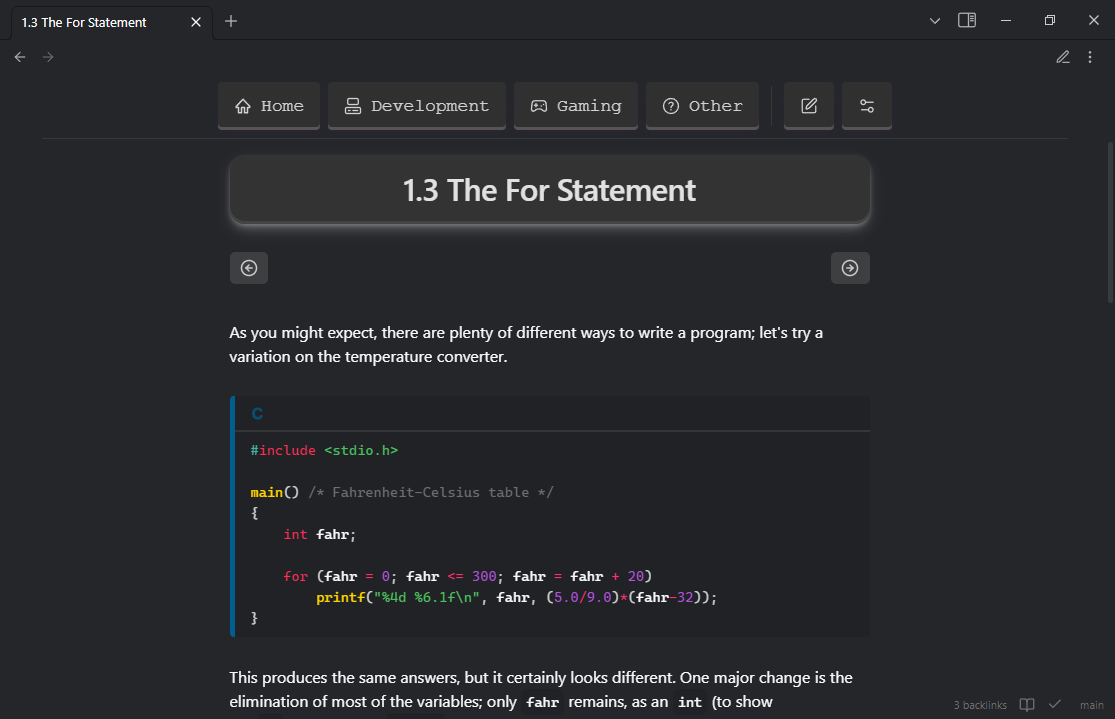 1.3 The For Statement
Home Development Gaming Other
1.3 The For Statement
As you might expect, there are plenty of different ways to write a program; let's try a
variation on the temperature converter.
C
#include <stdio.h>
main() /* Fahrenheit-Celsius table */
{
    int fahr;
    for (fahr = 0; fahr <= 300; fahr = fahr + 20)
        printf("%4d %6.1f\n", fahr, (5.0/9.0)*(fahr-32));
}
This produces the same answers, but it certainly looks different. One major change is the
elimination of most of the variables; only fahr remains, as an int (to show
3 backlinks main